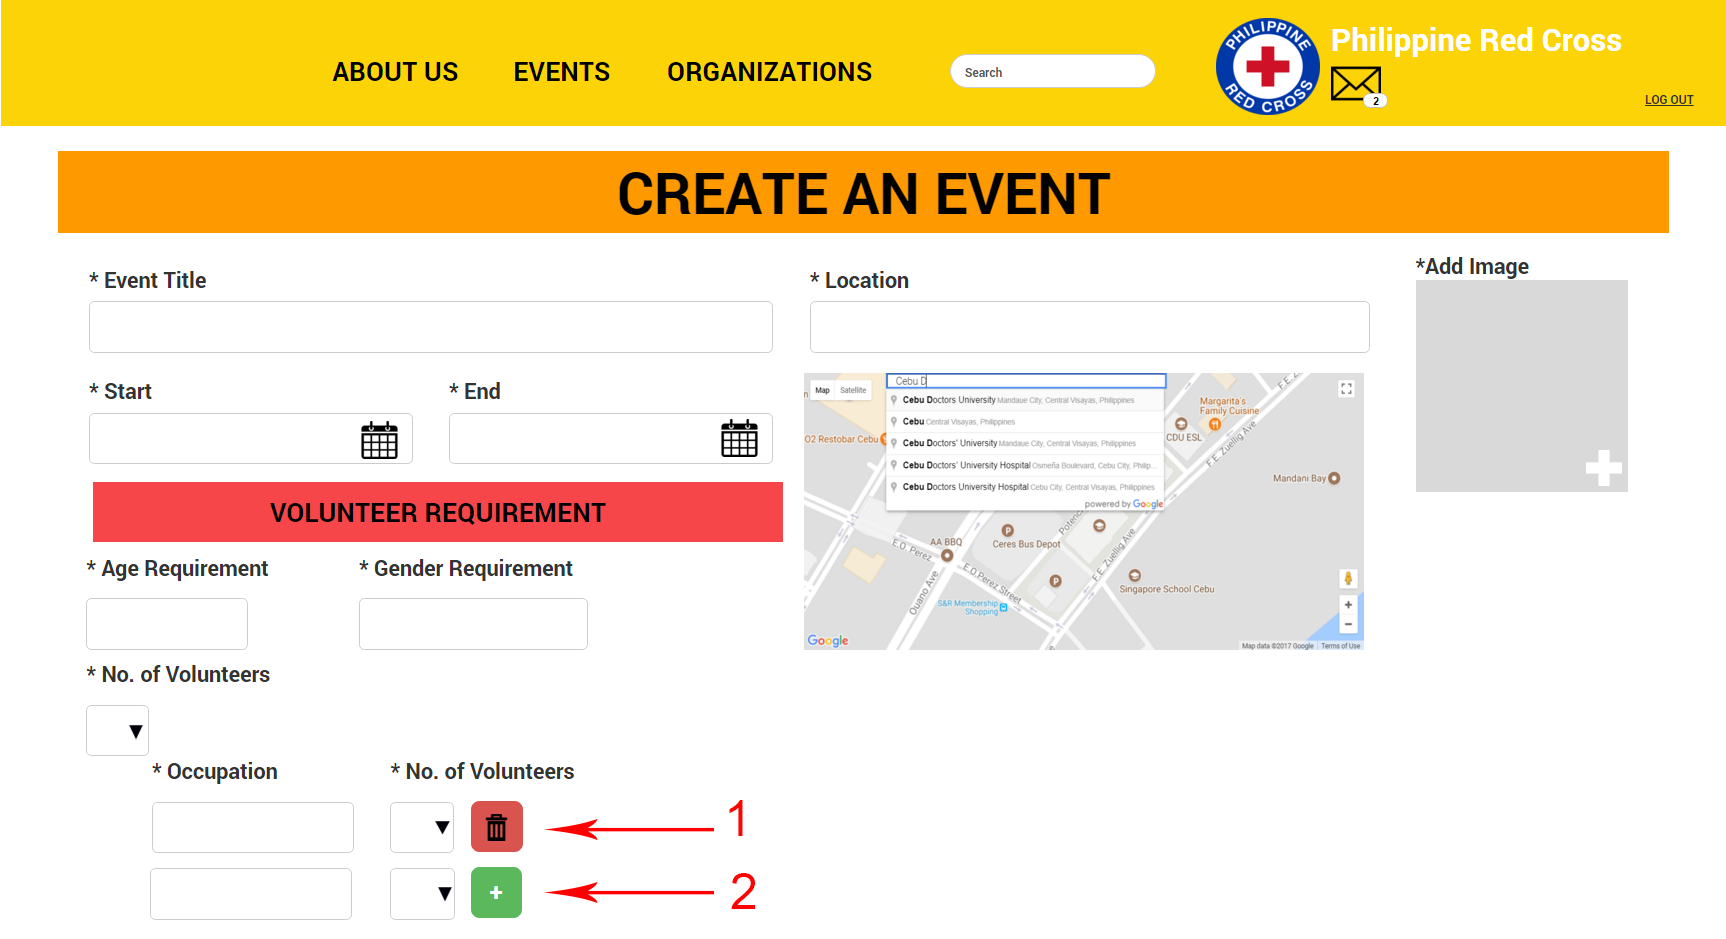 ABOUT US
EVENTS
ORGANIZATIONS
Search
PHILIPPINE
RED CROSS
Philippine Red Cross
2
LOG OUT
CREATE AN EVENT
* Event Title
* Location
*Add Image
* Start
* End
Map
Satellite
Cebu D
Cebu Doctors University Mandaue City, Central Visayas, Philippines
Cebu Central Visayas, Philippines
Cebu Doctors' University Mandaue City, Central Visayas, Philippines
Cebu Doctors' University Hospital Osmeña Boulevard, Cebu City, Philip...
Cebu Doctors University Hospital Cebu City, Central Visayas, Philippines
powered by Google
F.E. Zu
Margarita's
Family Cuisine
O2 Restobar Cebu
CDU ESL
F.E. Zuellig Ave
Mandani Bay
Potenc
AA BBQ
P
Ceres Bus Depot
E.O. Perez
E.O.Perez Street
F.E. Zuellig Ave
Ouano Ave
P
Singapore School Cebu
S&R Membership
Shopping
+
−
Google
Map data ©2017 Google
Terms of Use
VOLUNTEER REQUIREMENT
* Age Requirement
* Gender Requirement
* No. of Volunteers
* Occupation
* No. of Volunteers
1
+
2